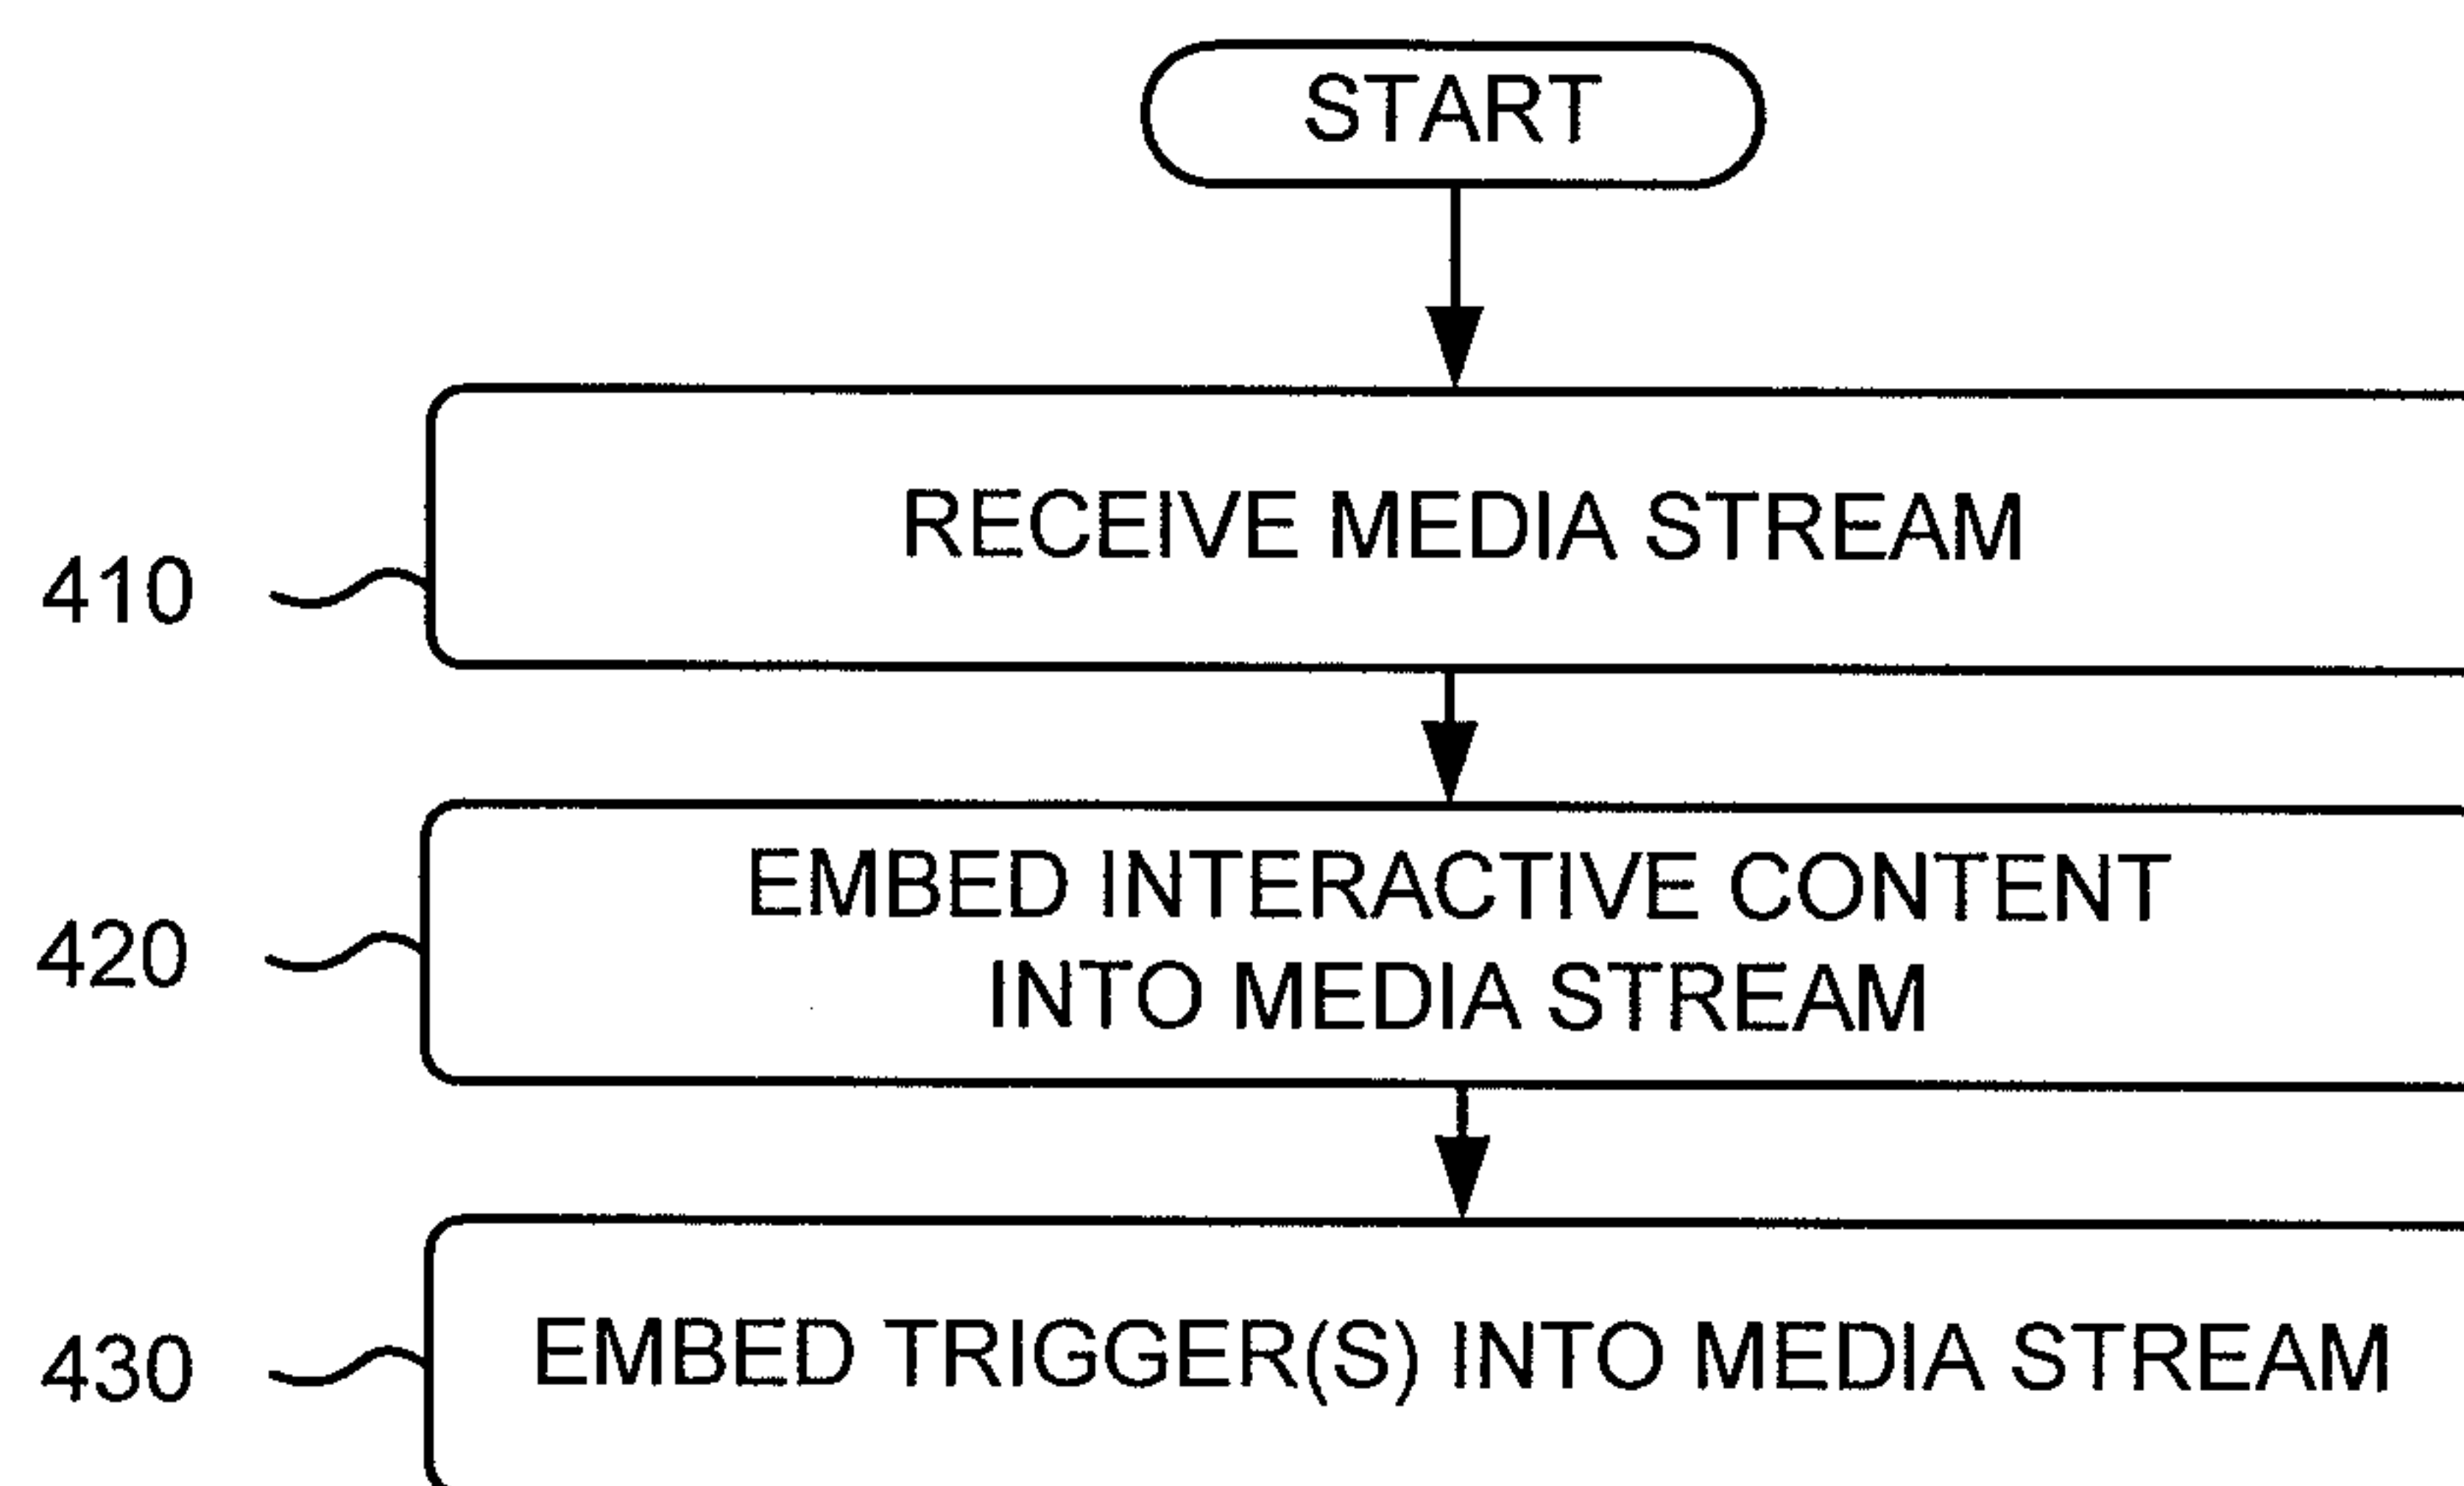 START
RECEIVE MEDIA STREAM
410
EMBED INTERACTIVE CONTENT
INTO MEDIA STREAM
420
EMBED TRIGGER(S) INTO MEDIA STREAM
430